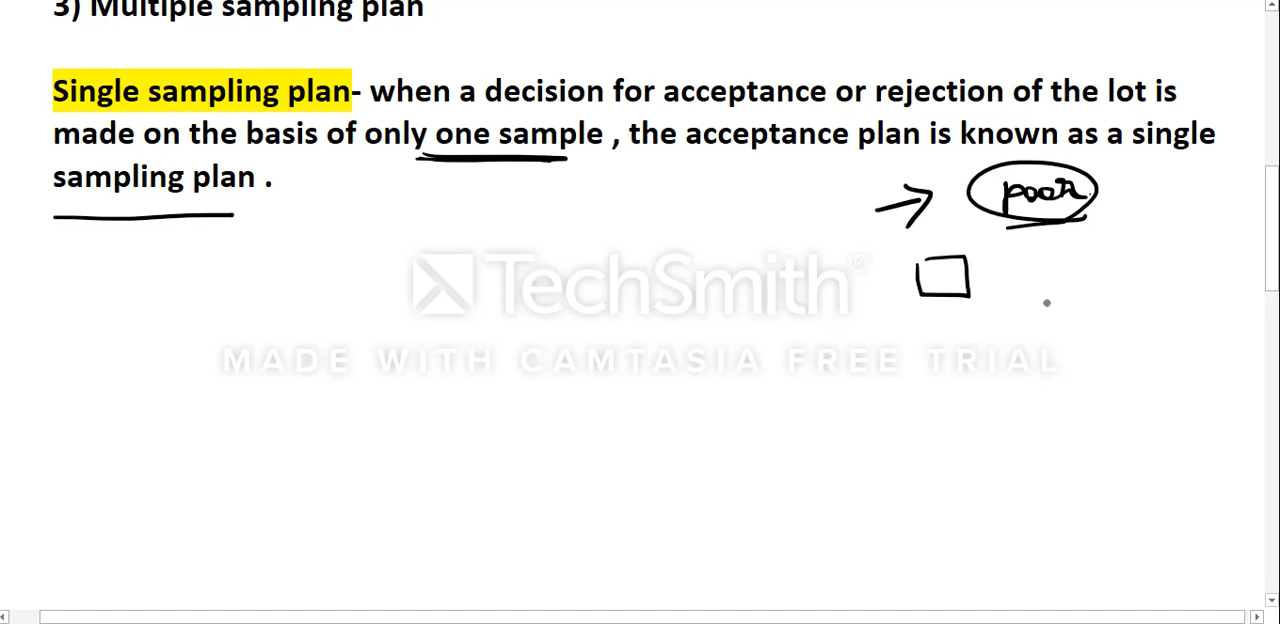 3) Multiple sampling plan
Single sampling plan- when a decision for acceptance or rejection of the lot is
made on the basis of only one sample , the acceptance plan is known as a single
sampling plan .
poor
TechSmith®
MADE WITH CAMTASIA FREE TRIAL